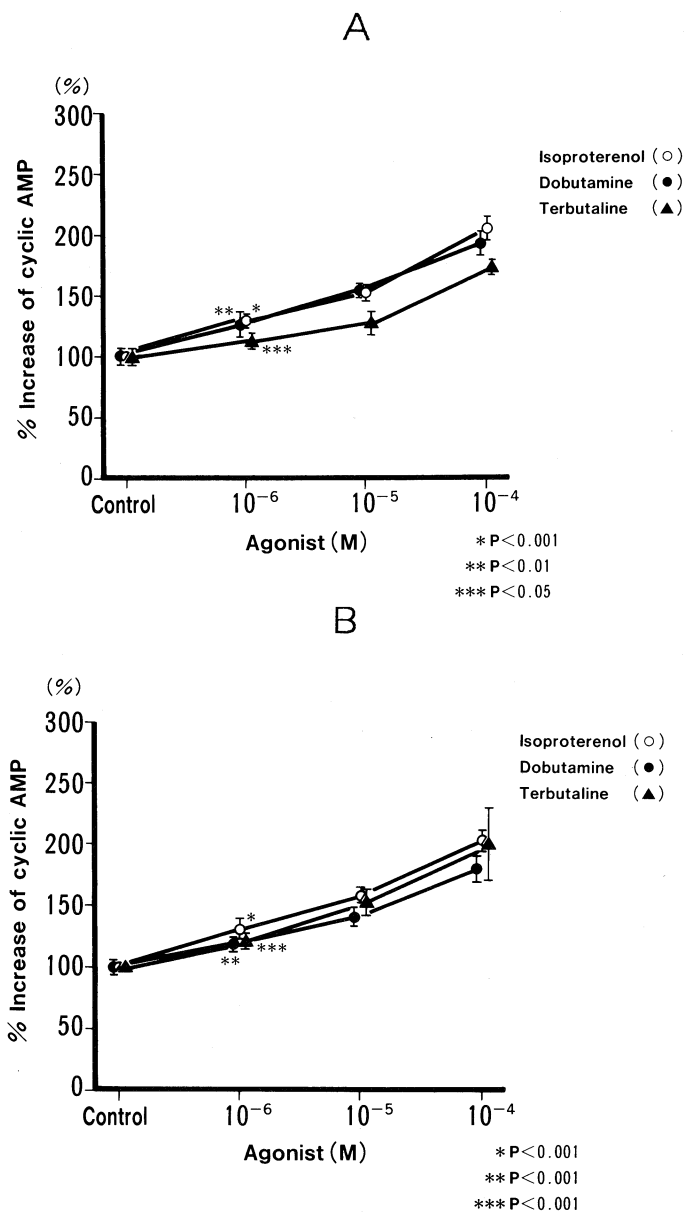 A
(%)
300
250
200
150
100
50
0
% Increase of cyclic AMP
Isoproterenol (○)
Dobutamine (●)
Terbutaline (▲)
** *
***
Control 10⁻⁶ 10⁻⁵ 10⁻⁴
Agonist (M)
* P<0.001
** P<0.01
*** P<0.05
B
(%)
300
250
200
150
100
50
0
% Increase of cyclic AMP
Isoproterenol (○)
Dobutamine (●)
Terbutaline (▲)
*
***
**
Control 10⁻⁶ 10⁻⁵ 10⁻⁴
Agonist (M)
* P<0.001
** P<0.001
*** P<0.001